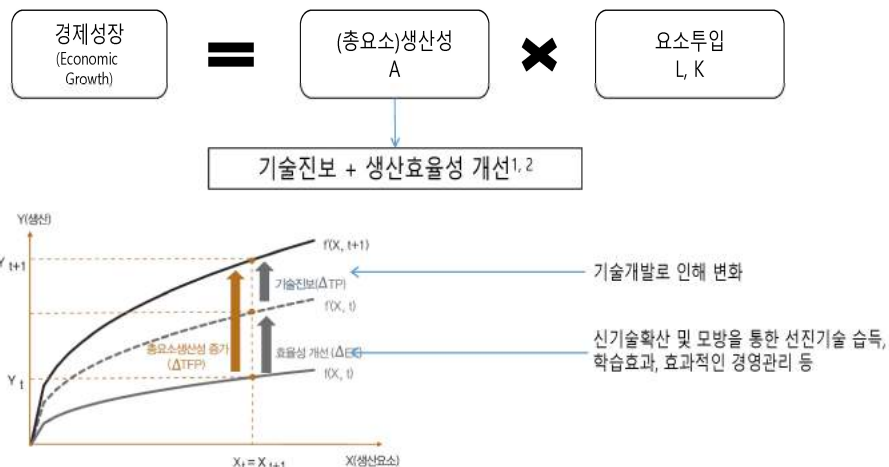 경제성장
(Economic
Growth)
=
(총요소)생산성
A
×
요소투입
L, K
기술진보 + 생산효율성 개선1, 2
Y(생산)
f'(X, t+1)
Y t+1
기술진보(ΔTP)
기술개발로 인해 변화
f'(X, t)
총요소생산성 증가
(ΔTFP)
효율성 개선(ΔE
신기술확산 및 모방을 통한 선진기술 습득,
학습효과, 효과적인 경영관리 등
Y t
f(X, t)
Xt = X t+1
X(생산요소)